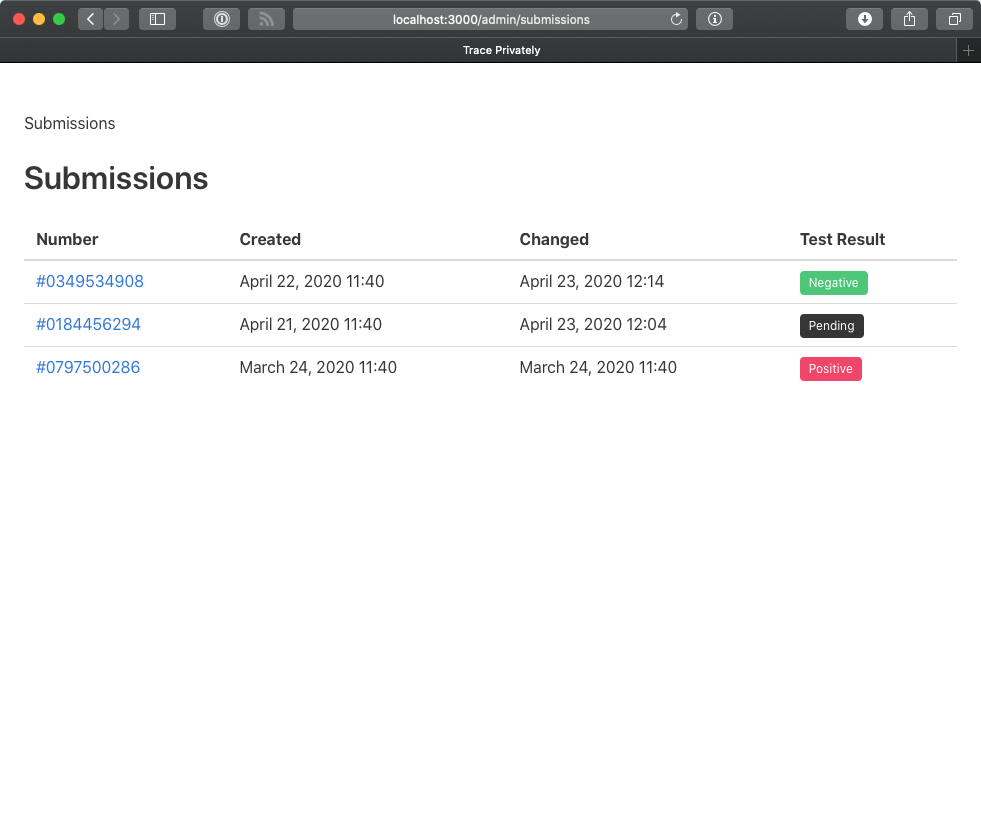 localhost:3000/admin/submissions
Trace Privately
Submissions
Submissions
Number Created Changed Test Result
#0349534908 April 22, 2020 11:40 April 23, 2020 12:14 Negative
#0184456294 April 21, 2020 11:40 April 23, 2020 12:04 Pending
#0797500286 March 24, 2020 11:40 March 24, 2020 11:40 Positive